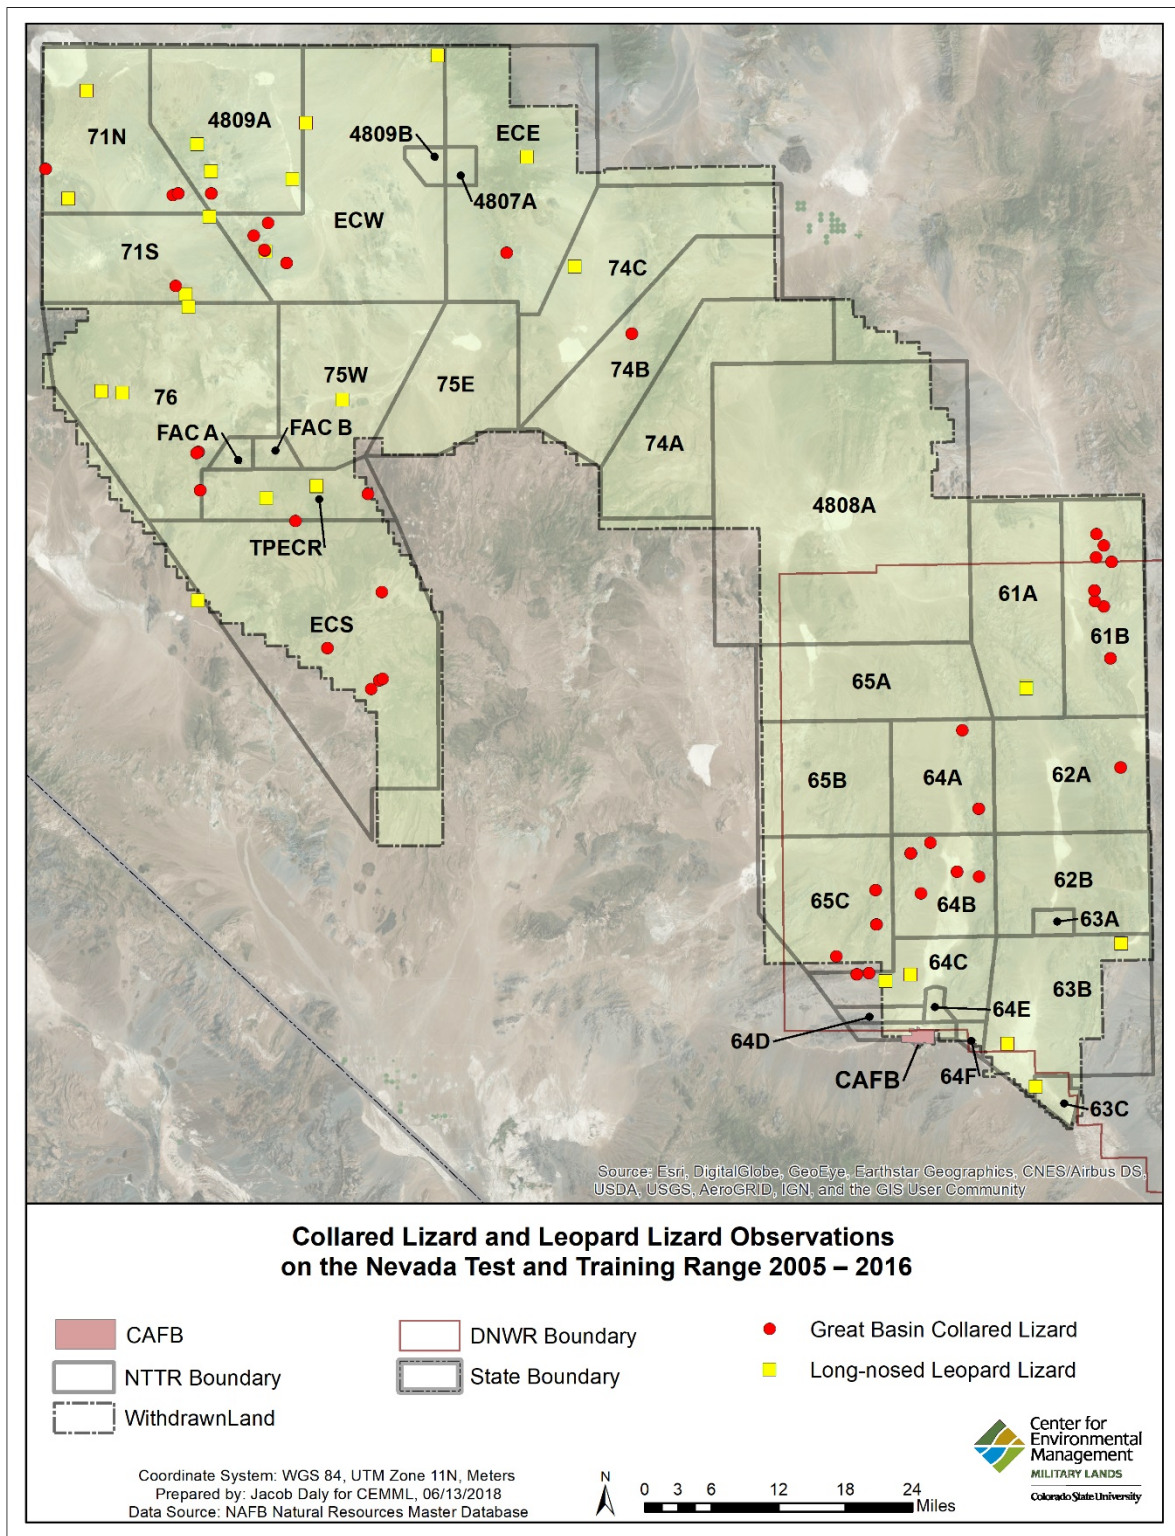 4809A
71N
4809B
ECE
4807A
ECW
71S
74C
75W
75E
74B
76
FAC A
FAC B
74A
4808A
TPECR
61A
ECS
61B
65A
65B
64A
62A
62B
65C
64B
63A
64C
63B
64E
64D
CAFB
64F
63C
Source: Esri, DigitalGlobe, GeoEye, Earthstar Geographics, CNES/Airbus DS,
USDA, USGS, AeroGRID, IGN, and the GIS User Community
Collared Lizard and Leopard Lizard Observations
on the Nevada Test and Training Range 2005 – 2016
CAFB
NTTR Boundary
WithdrawnLand
DNWR Boundary
State Boundary
Great Basin Collared Lizard
Long-nosed Leopard Lizard
Coordinate System: WGS 84, UTM Zone 11N, Meters
Prepared by: Jacob Daly for CEMML, 06/13/2018
Data Source: NAFB Natural Resources Master Database
N
0 3 6 12 18 24
Miles
Center for
Environmental
Management
MILITARY LANDS
Colorado State University